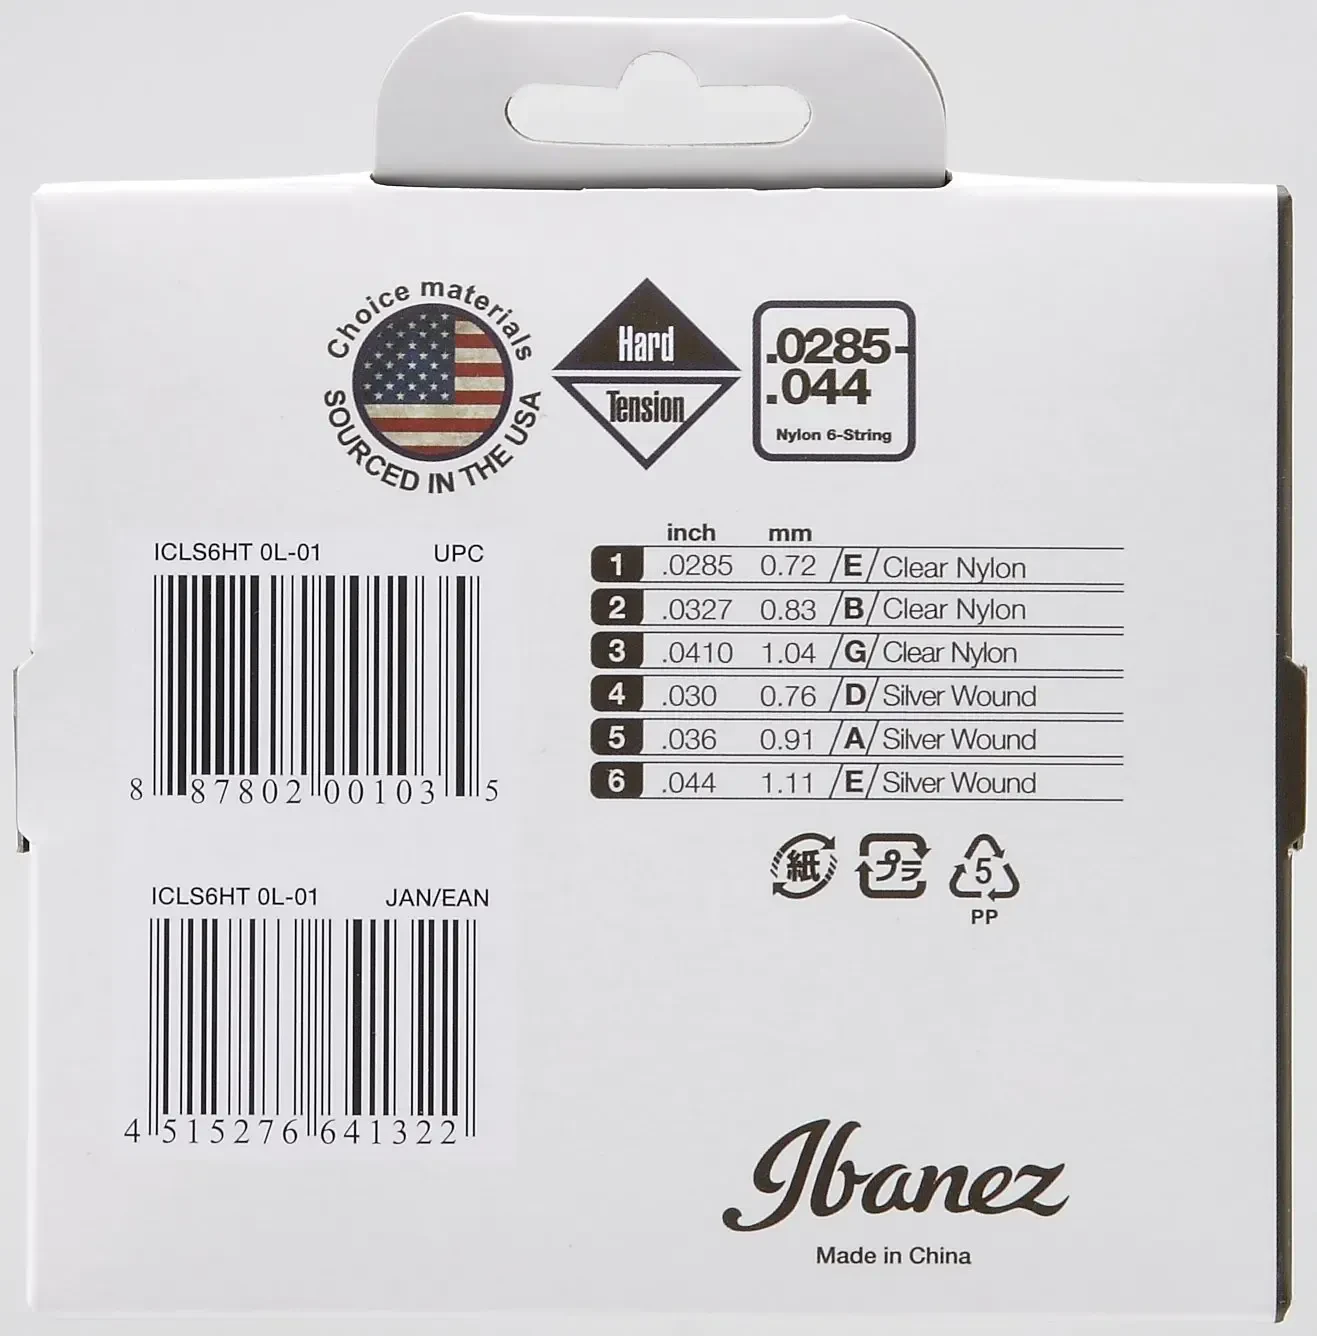 Choice materials
SOURCED IN THE USA
Hard
Tension
.0285-
.044
Nylon 6-String
ICLS6HT 0L-01 UPC
8 87802 00103 5
ICLS6HT 0L-01 JAN/EAN
4 515276 641322
inch mm
1 .0285 0.72 /E/ Clear Nylon
2 .0327 0.83 /B/ Clear Nylon
3 .0410 1.04 /G/ Clear Nylon
4 .030 0.76 /D/ Silver Wound
5 .036 0.91 /A/ Silver Wound
6 .044 1.11 /E/ Silver Wound
紙 プラ 5
PP
Ibanez
Made in China